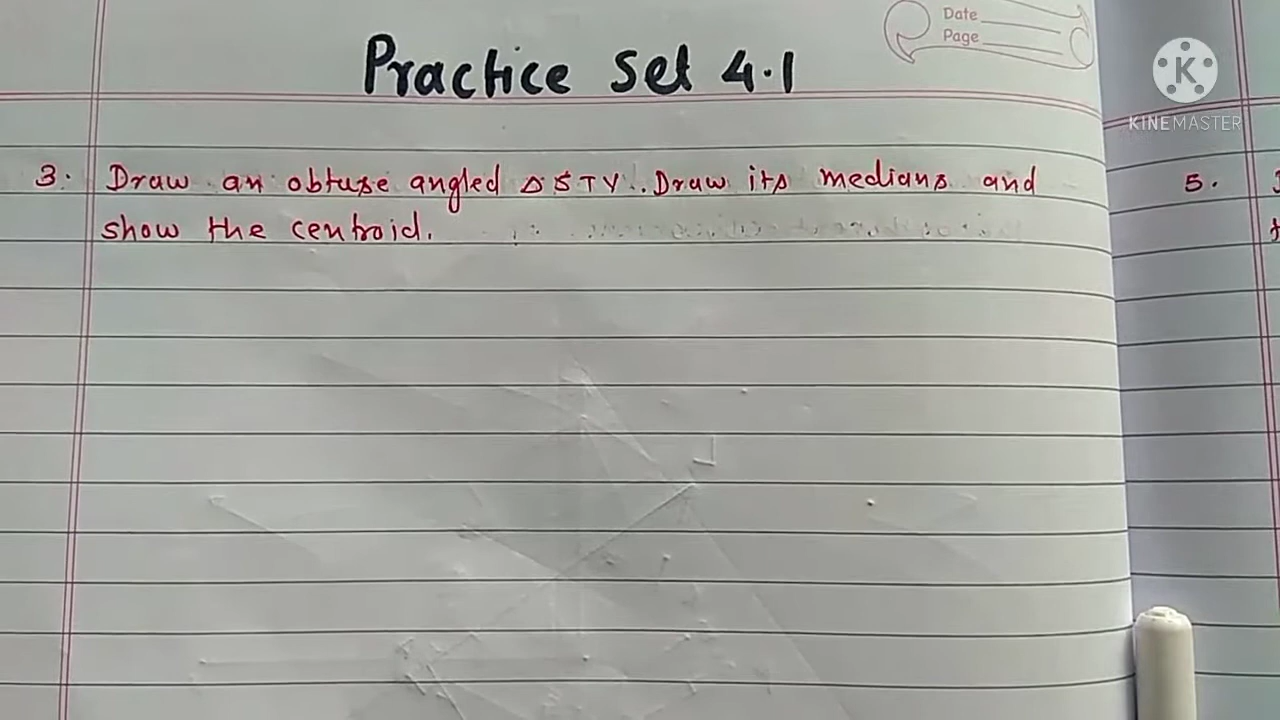 Date
Page
Practice Set 4.1
K
KINEMASTER
3. Draw an obtuse angled △STV. Draw its medians and
show the centroid.
5.